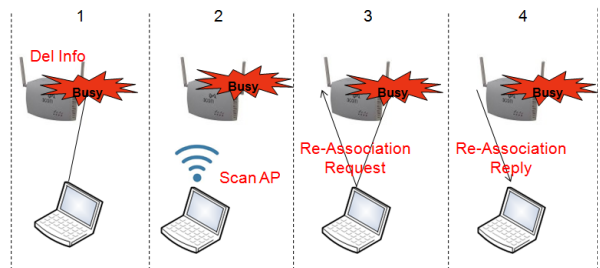 1
2
3
4
Del Info
Busy
Busy
Busy
Busy
Scan AP
Re-Association
Request
Re-Association
Reply